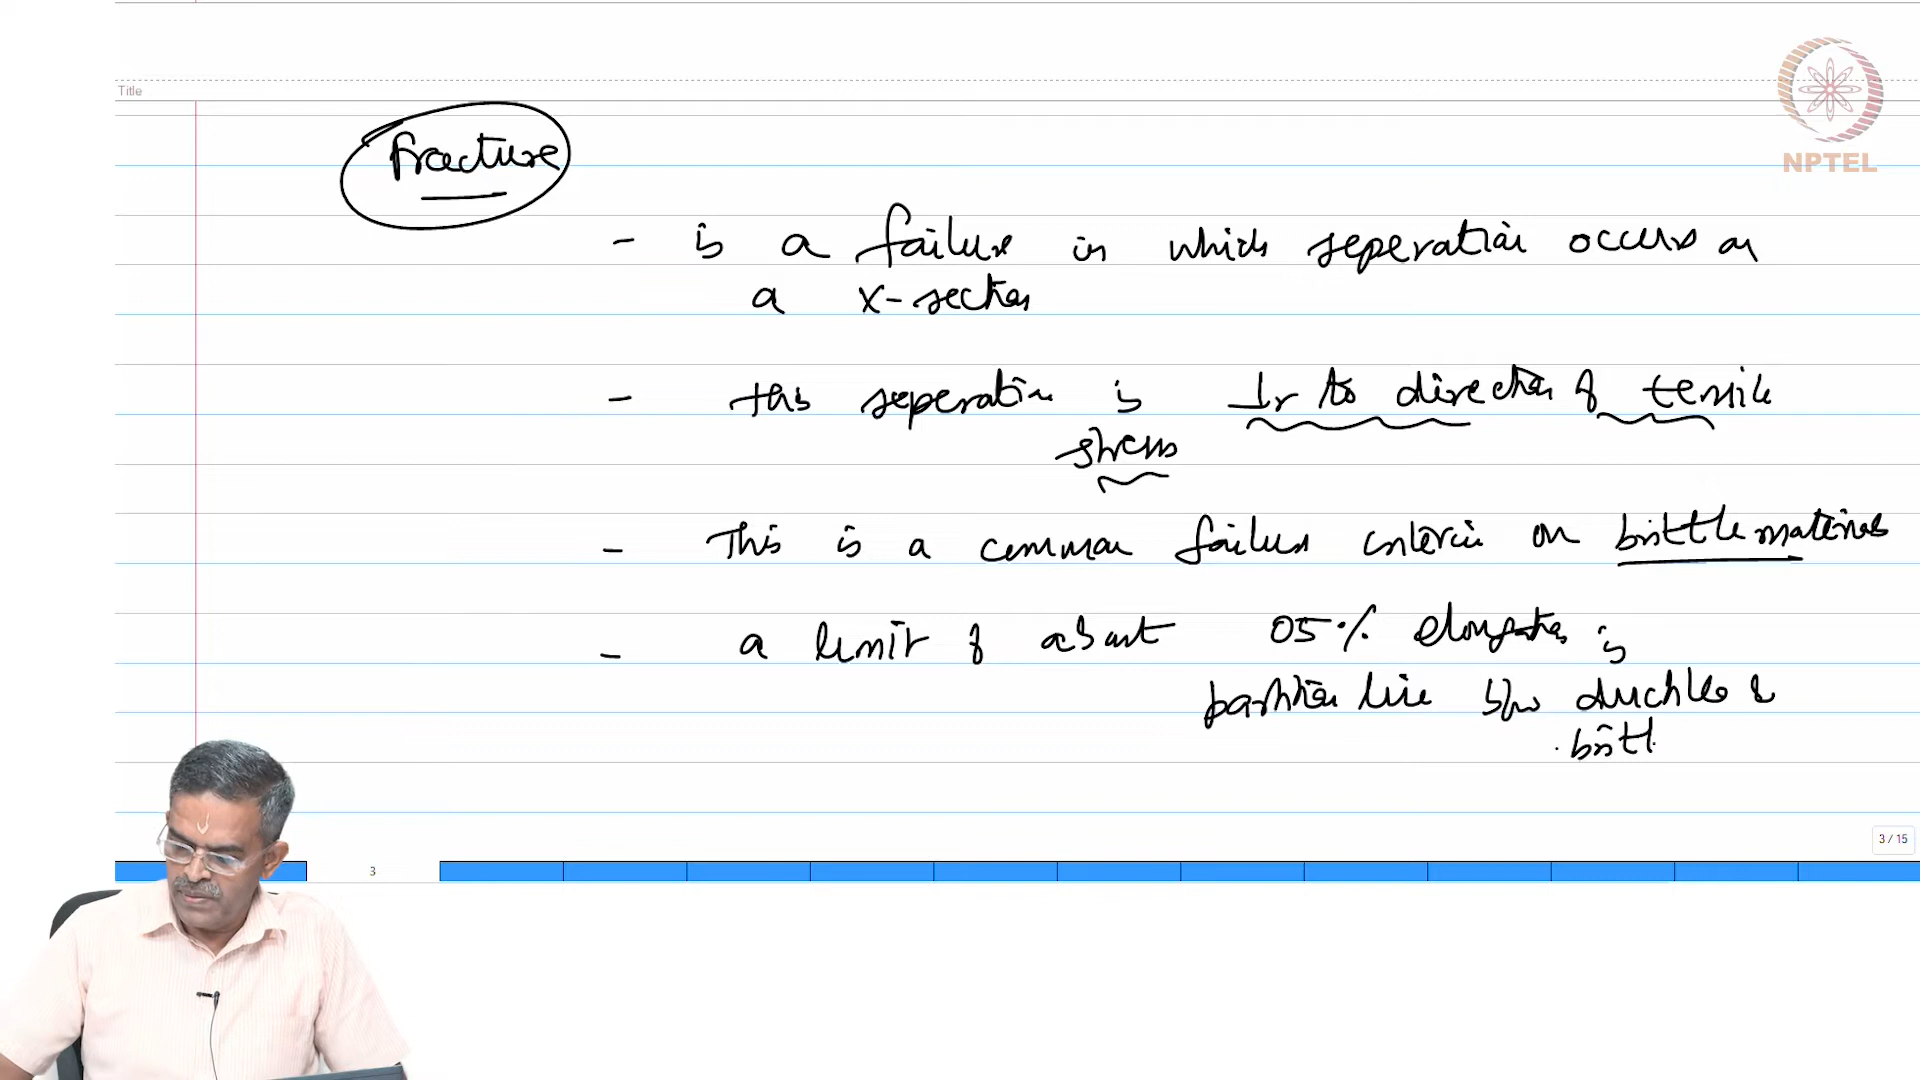 Title
NPTEL
Fracture
- is a failure in which seperation occurs on
a x-section
- this seperation is ⊥r to direction of tensile
stress
- This is a common failure criteria on brittle materials
- a limit of about 05% elongation is
partition line b/w ductile &
brittl
3 / 15
3